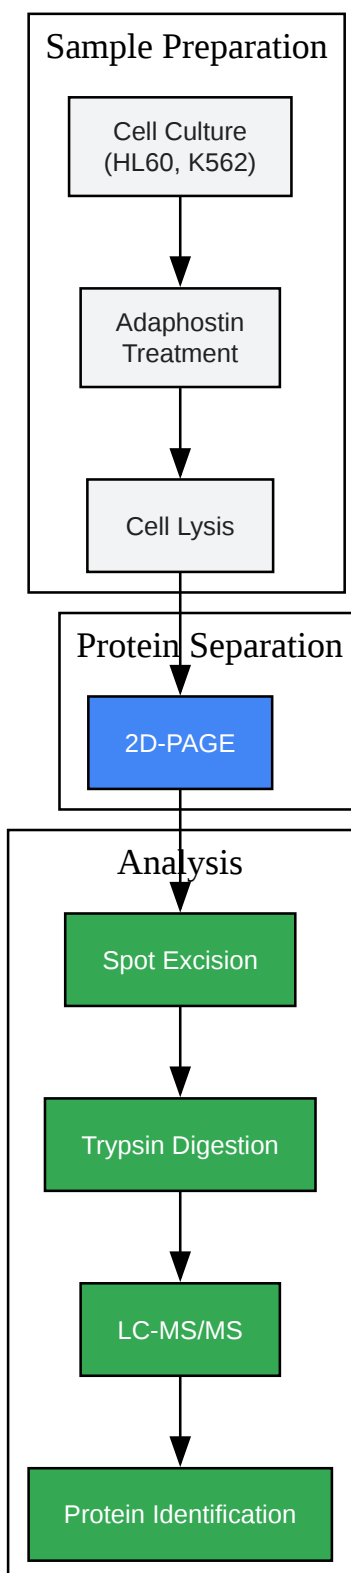 Sample Preparation
Cell Culture
(HL60, K562)
Adaphostin
Treatment
Cell Lysis
Protein Separation
2D-PAGE
Analysis
Spot Excision
Trypsin Digestion
LC-MS/MS
Protein Identification